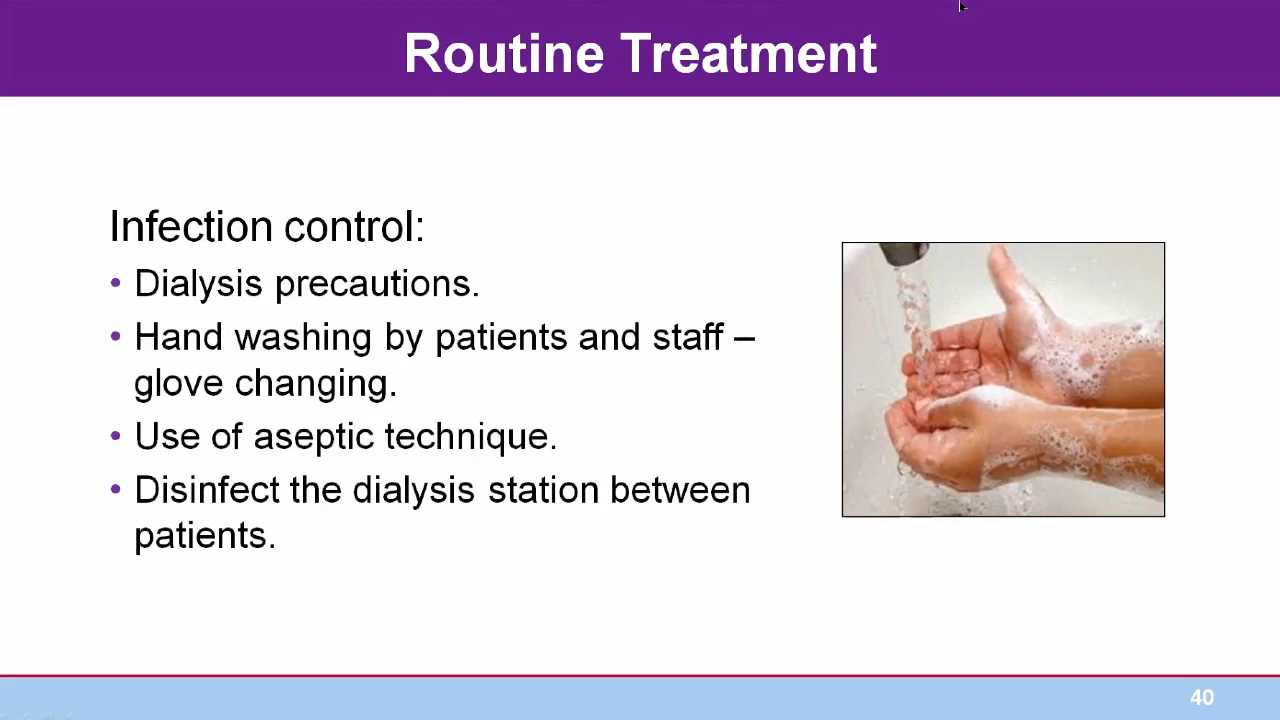 Routine Treatment
Infection control:
• Dialysis precautions.
• Hand washing by patients and staff –
glove changing.
• Use of aseptic technique.
• Disinfect the dialysis station between
patients.
40